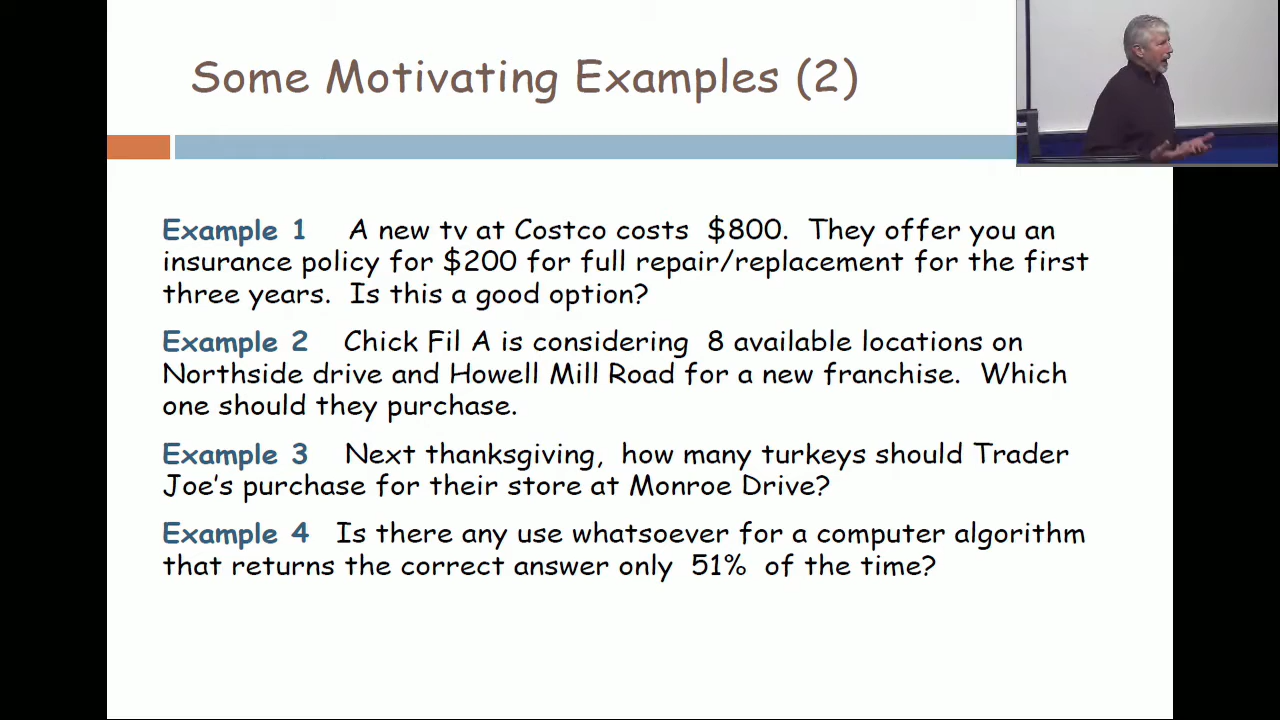 Some Motivating Examples (2)
Example 1 A new tv at Costco costs $800. They offer you an
insurance policy for $200 for full repair/replacement for the first
three years. Is this a good option?
Example 2 Chick Fil A is considering 8 available locations on
Northside drive and Howell Mill Road for a new franchise. Which
one should they purchase.
Example 3 Next thanksgiving, how many turkeys should Trader
Joe's purchase for their store at Monroe Drive?
Example 4 Is there any use whatsoever for a computer algorithm
that returns the correct answer only 51% of the time?